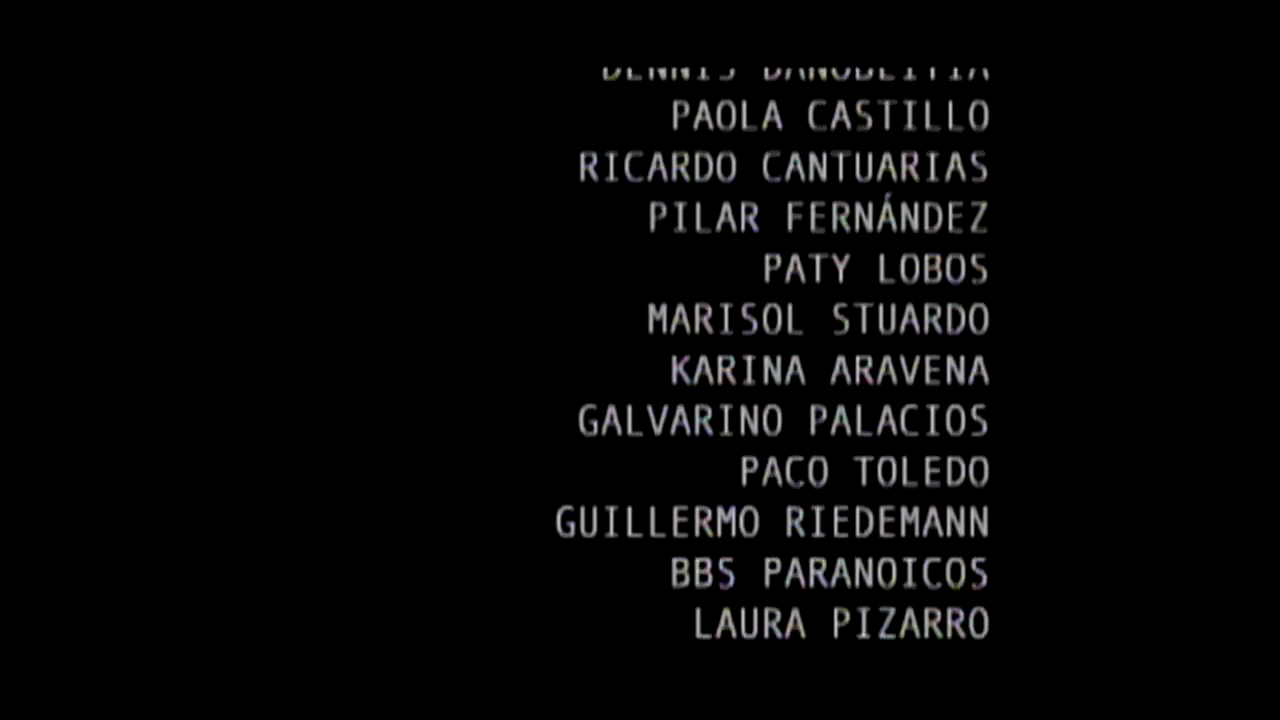 DENNIS
PAOLA CASTILLO
RICARDO CANTUARIAS
PILAR FERNÁNDEZ
PATY LOBOS
MARISOL STUARDO
KARINA ARAVENA
GALVARINO PALACIOS
PACO TOLEDO
GUILLERMO RIEDEMANN
BBS PARANOICOS
LAURA PIZARRO